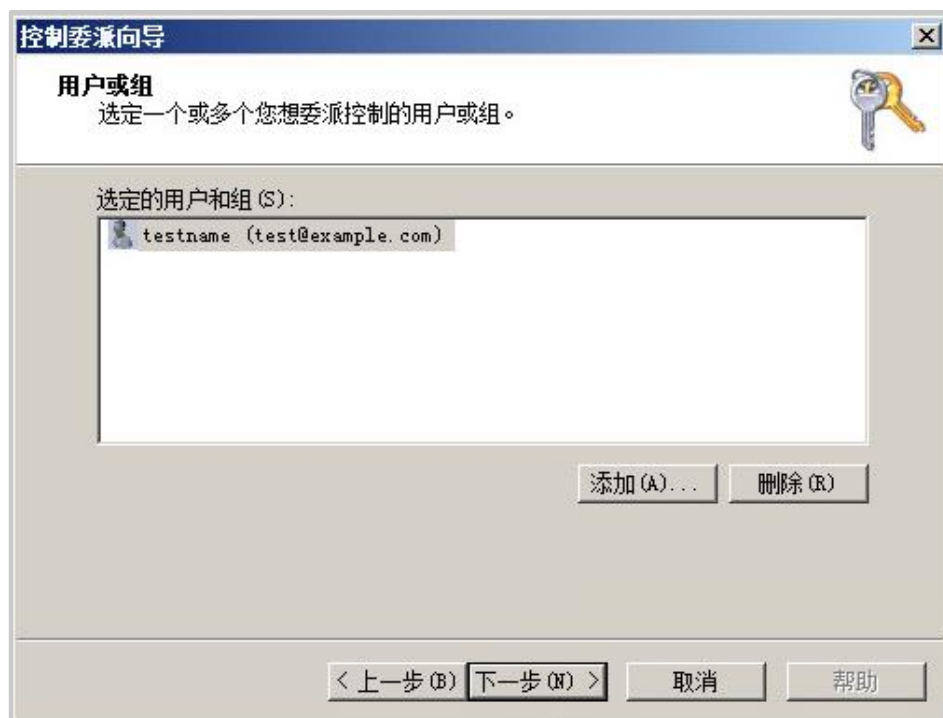 控制委派向导
用户或组
选定一个或多个您想委派控制的用户或组。
选定的用户和组(S):
testname (test@example.com)
添加(A)... 删除(R)
< 上一步(B) 下一步(N) > 取消 帮助